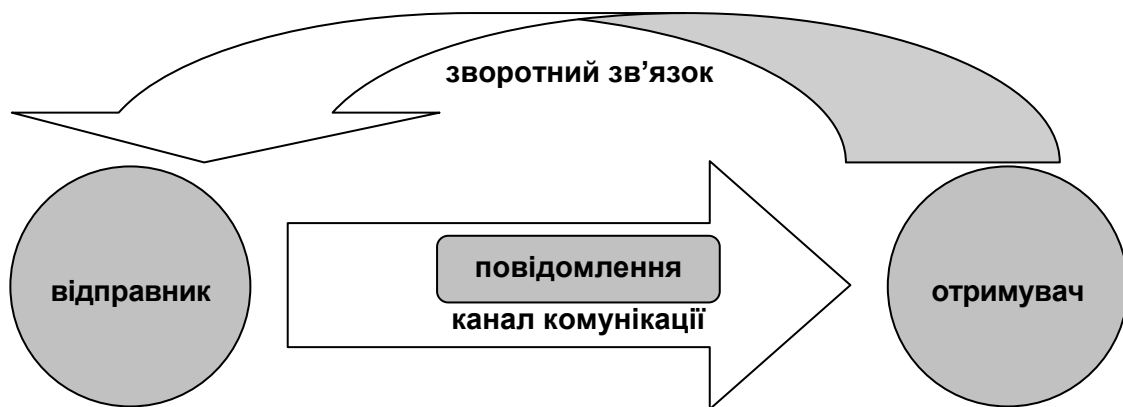 зворотний зв’язок
відправник
повідомлення
канал комунікації
отримувач